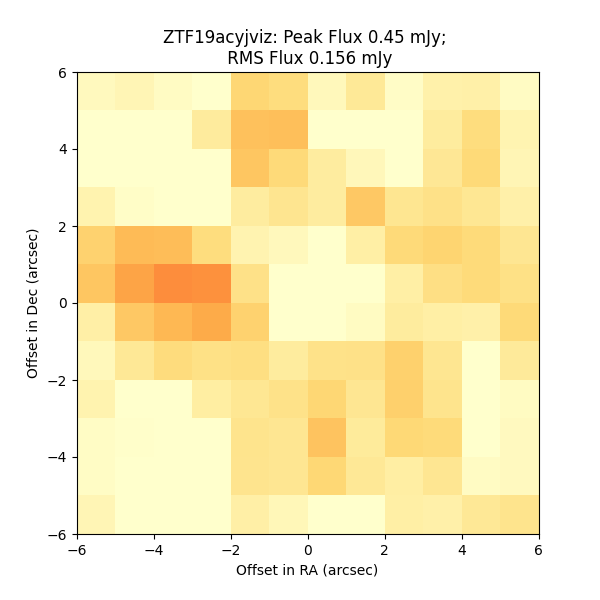 ZTF19acyjviz: Peak Flux 0.45 mJy;
RMS Flux 0.156 mJy
6
4
2
0
−2
−4
−6
Offset in Dec (arcsec)
−6 −4 −2 0 2 4 6
Offset in RA (arcsec)